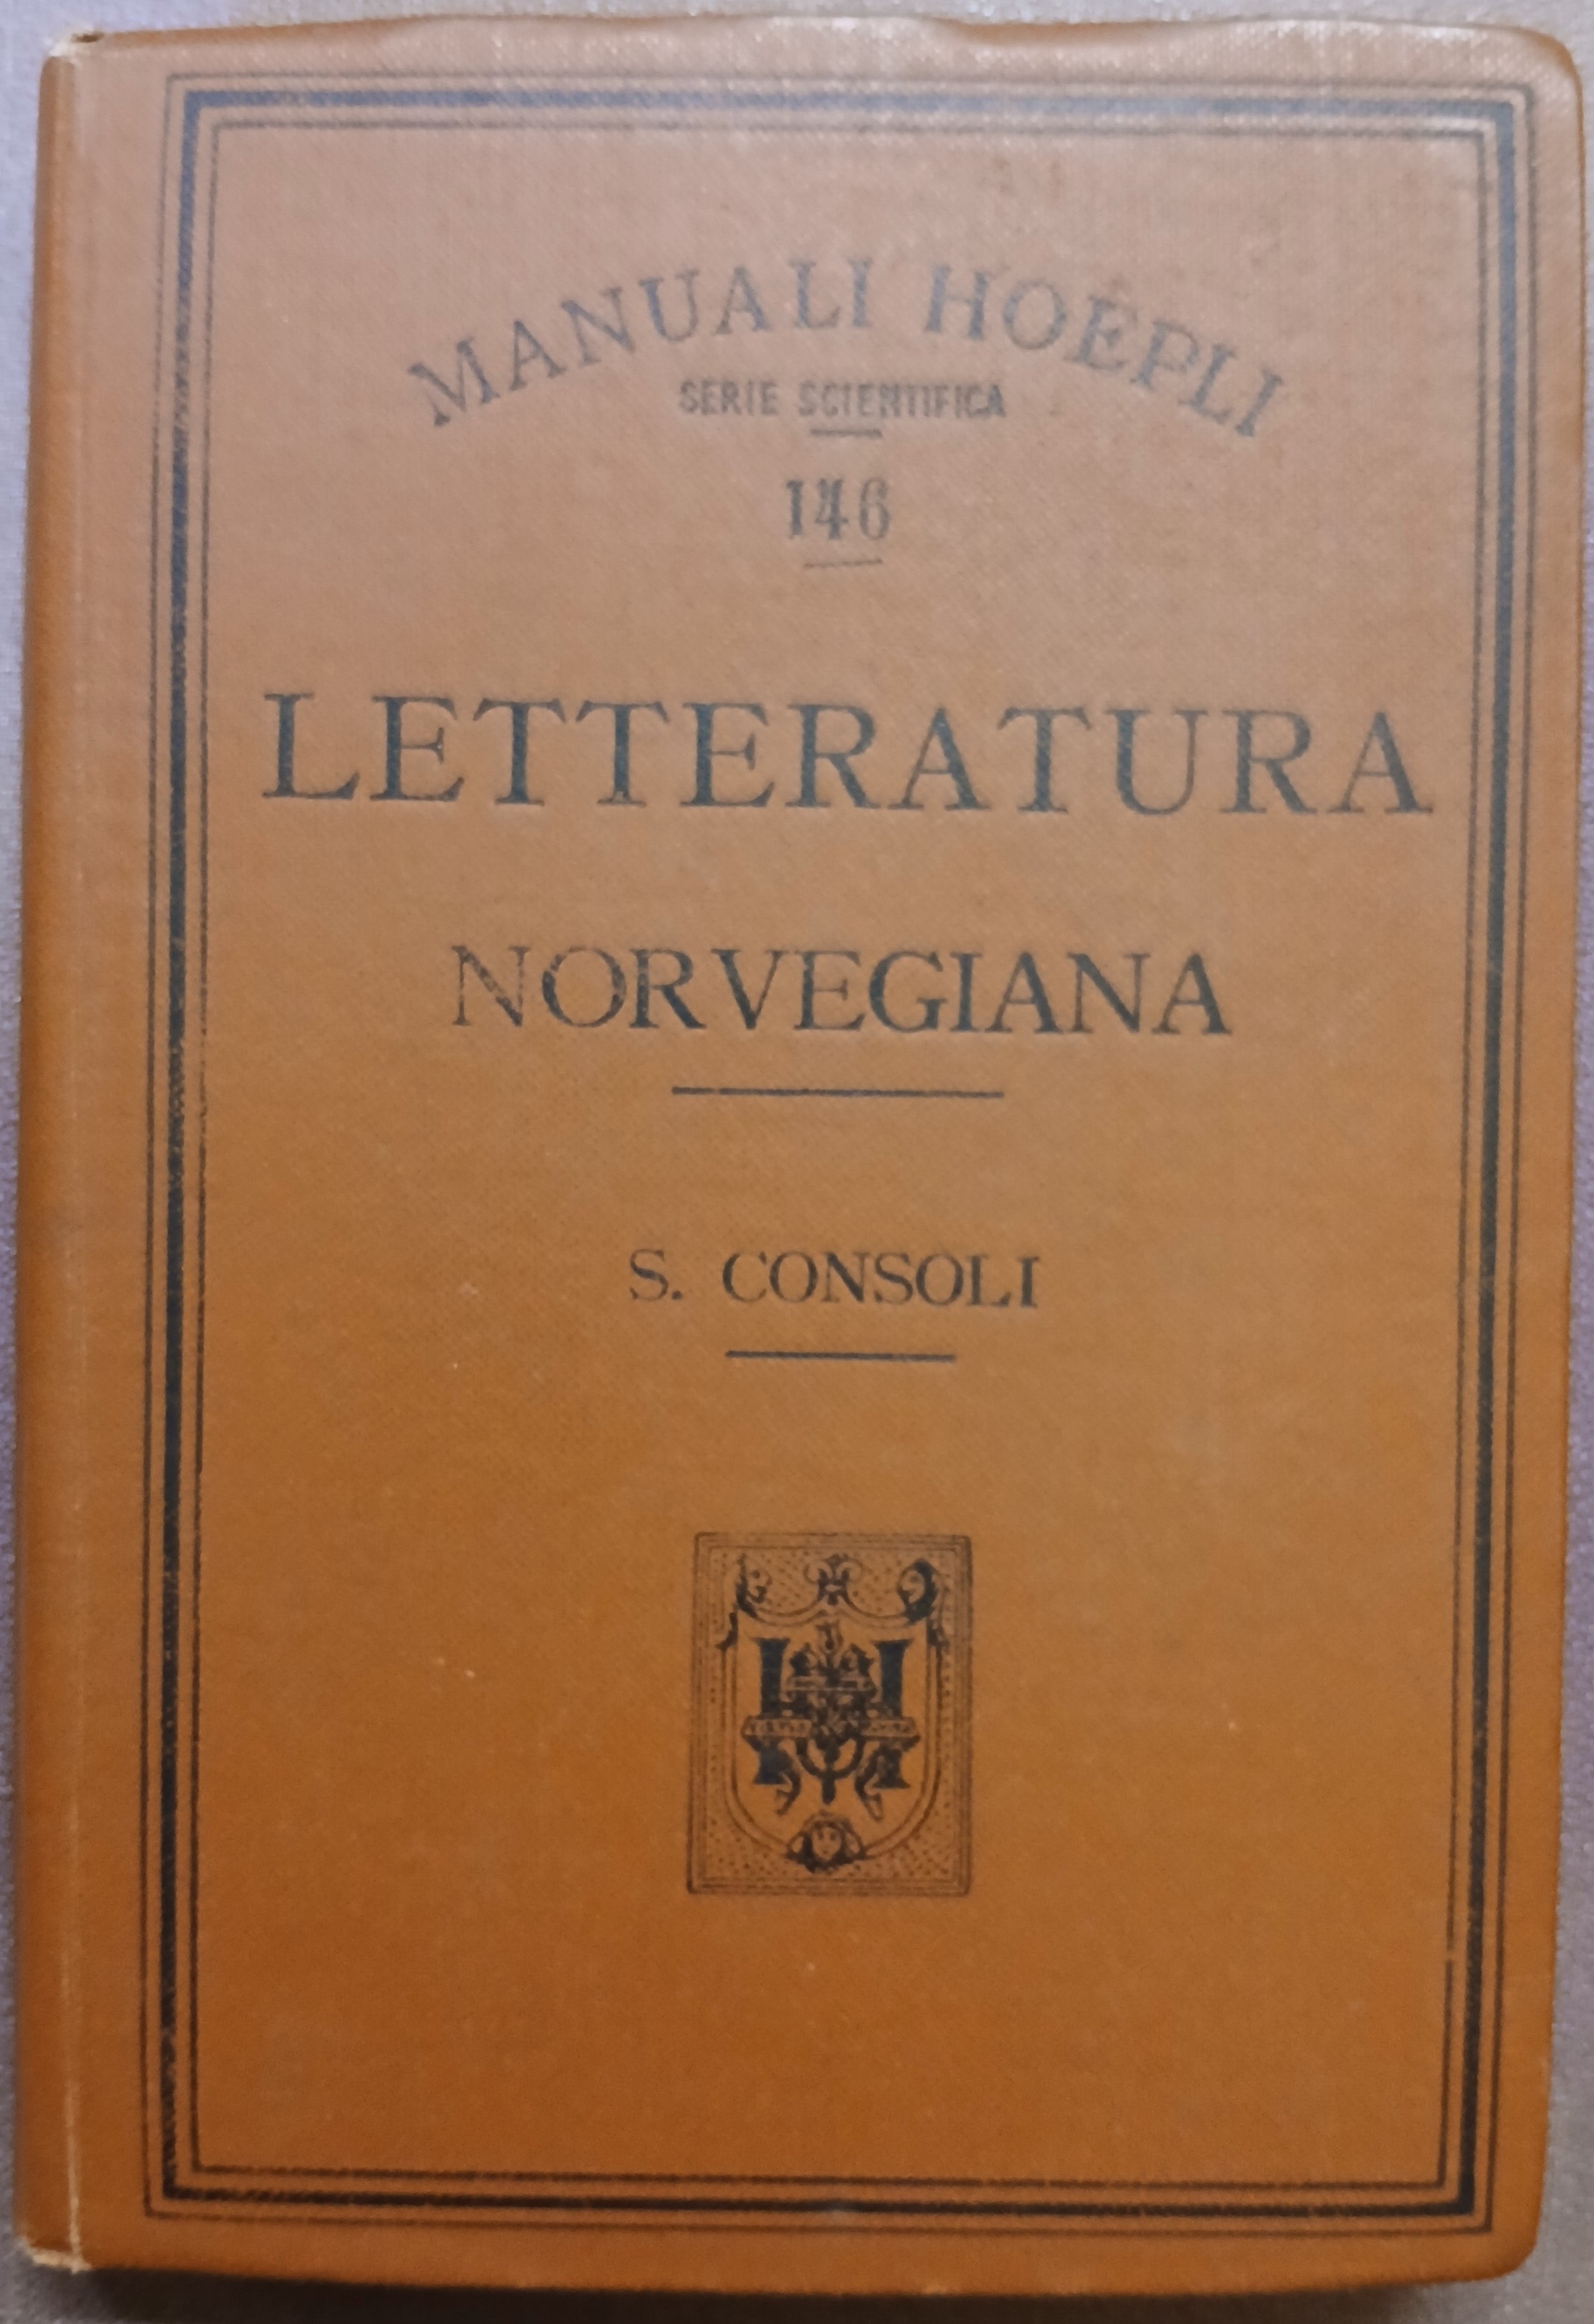 MANUALI HOEPLI
SERIE SCIENTIFICA
146
LETTERATURA
NORVEGIANA
S. CONSOLI
H